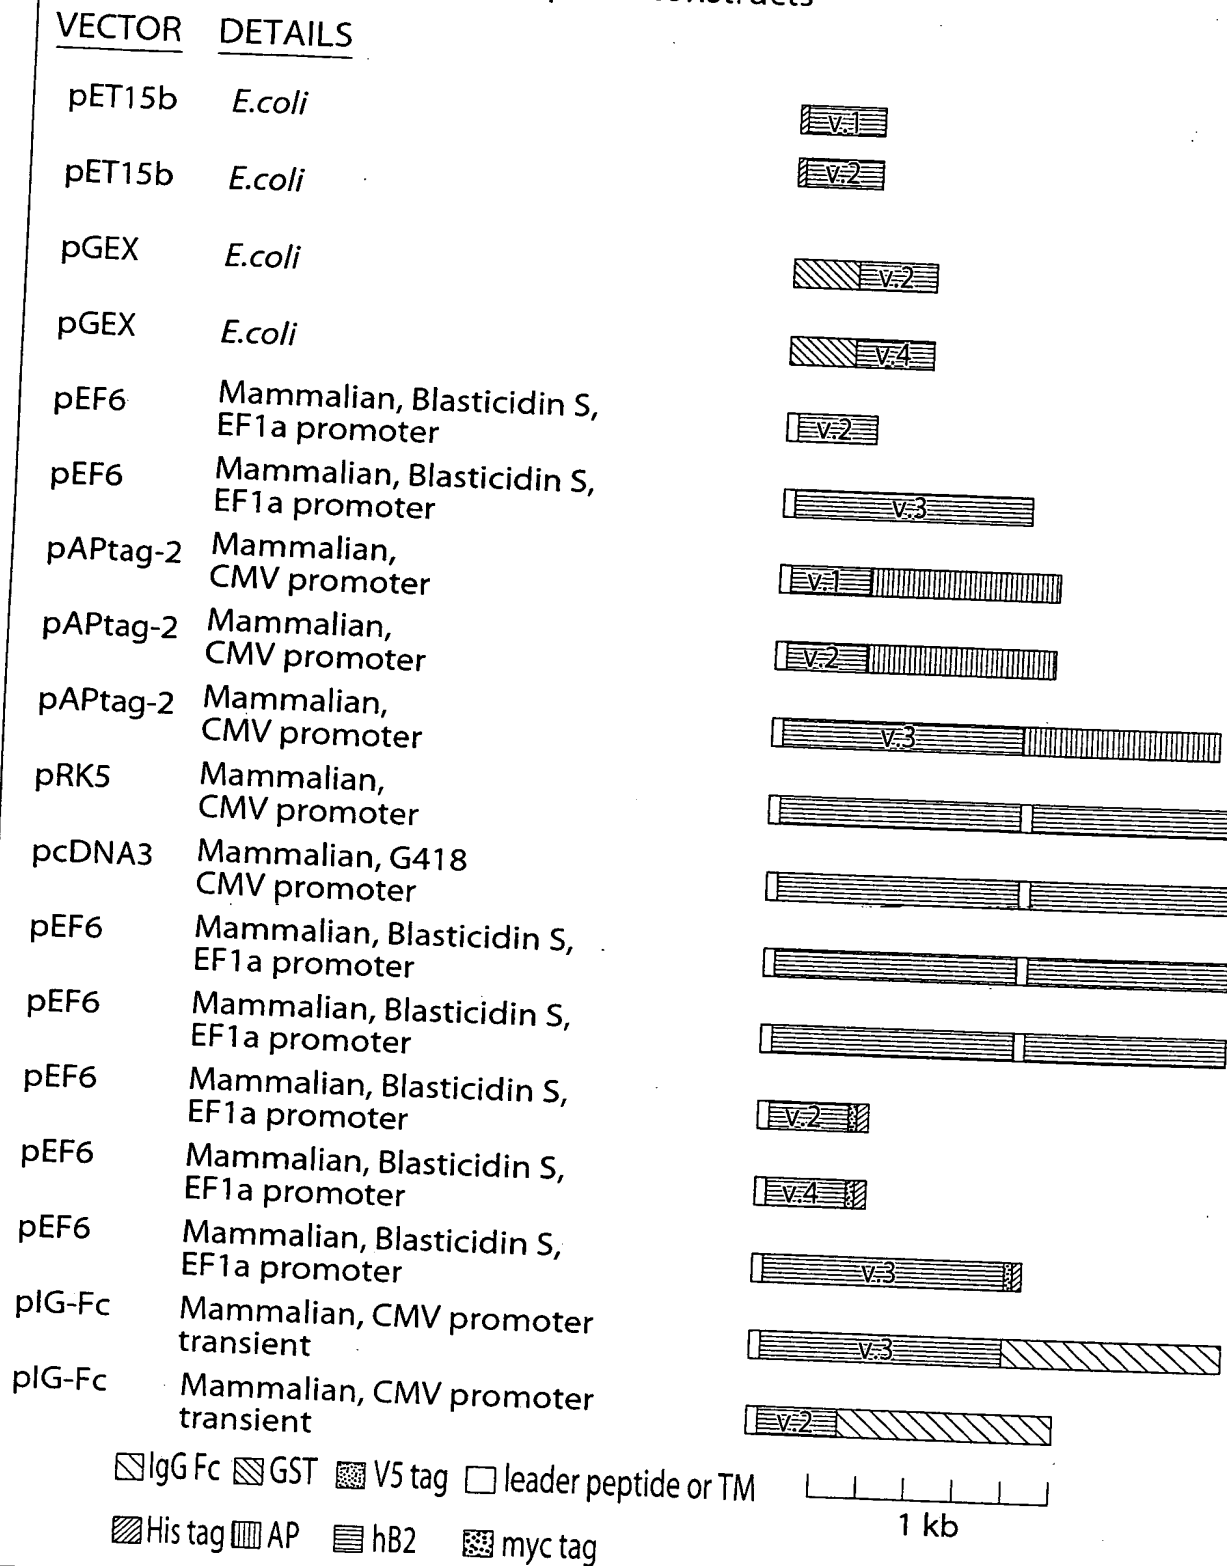 constructs
VECTOR DETAILS
pET15b E.coli v.1
pET15b E.coli v.2
pGEX E.coli v.2
pGEX E.coli v.4
pEF6 Mammalian, Blasticidin S,
EF1a promoter v.2
pEF6 Mammalian, Blasticidin S,
EF1a promoter v.3
pAPtag-2 Mammalian,
CMV promoter v.1
pAPtag-2 Mammalian,
CMV promoter v.2
pAPtag-2 Mammalian,
CMV promoter v.3
pRK5 Mammalian,
CMV promoter
pcDNA3 Mammalian, G418
CMV promoter
pEF6 Mammalian, Blasticidin S,
EF1a promoter
pEF6 Mammalian, Blasticidin S,
EF1a promoter
pEF6 Mammalian, Blasticidin S,
EF1a promoter v.2
pEF6 Mammalian, Blasticidin S,
EF1a promoter v.4
pEF6 Mammalian, Blasticidin S,
EF1a promoter v.3
pIG-Fc Mammalian, CMV promoter
transient v.3
pIG-Fc Mammalian, CMV promoter
transient v.2
IgG Fc GST V5 tag leader peptide or TM
1 kb
His tag AP hB2 myc tag